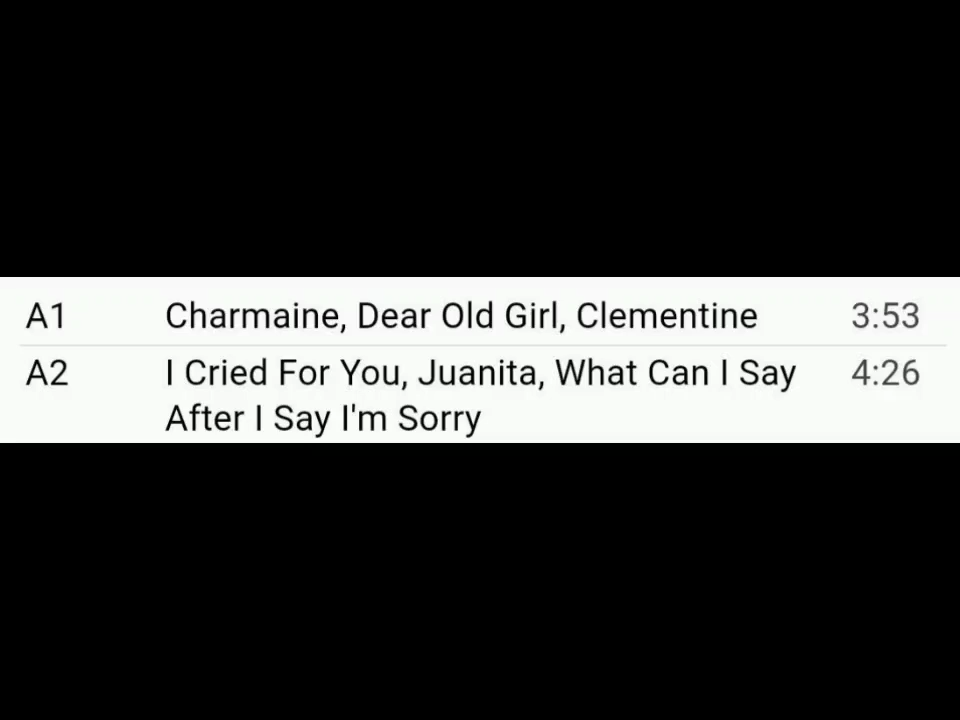 A1 Charmaine, Dear Old Girl, Clementine 3:53
A2 I Cried For You, Juanita, What Can I Say 4:26
After I Say I'm Sorry